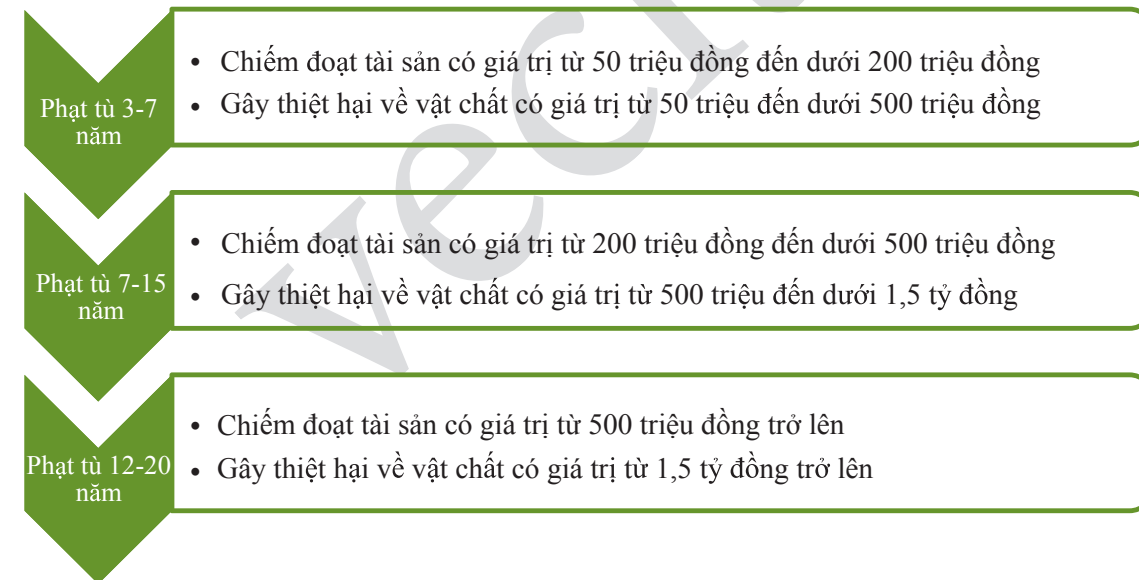 Phạt tù 3-7
năm
• Chiếm đoạt tài sản có giá trị từ 50 triệu đồng đến dưới 200 triệu đồng
• Gây thiệt hại về vật chất có giá trị từ 50 triệu đến dưới 500 triệu đồng
Phạt tù 7-15
năm
• Chiếm đoạt tài sản có giá trị từ 200 triệu đồng đến dưới 500 triệu đồng
• Gây thiệt hại về vật chất có giá trị từ 500 triệu đến dưới 1,5 tỷ đồng
Phạt tù 12-20
năm
• Chiếm đoạt tài sản có giá trị từ 500 triệu đồng trở lên
• Gây thiệt hại về vật chất có giá trị từ 1,5 tỷ đồng trở lên